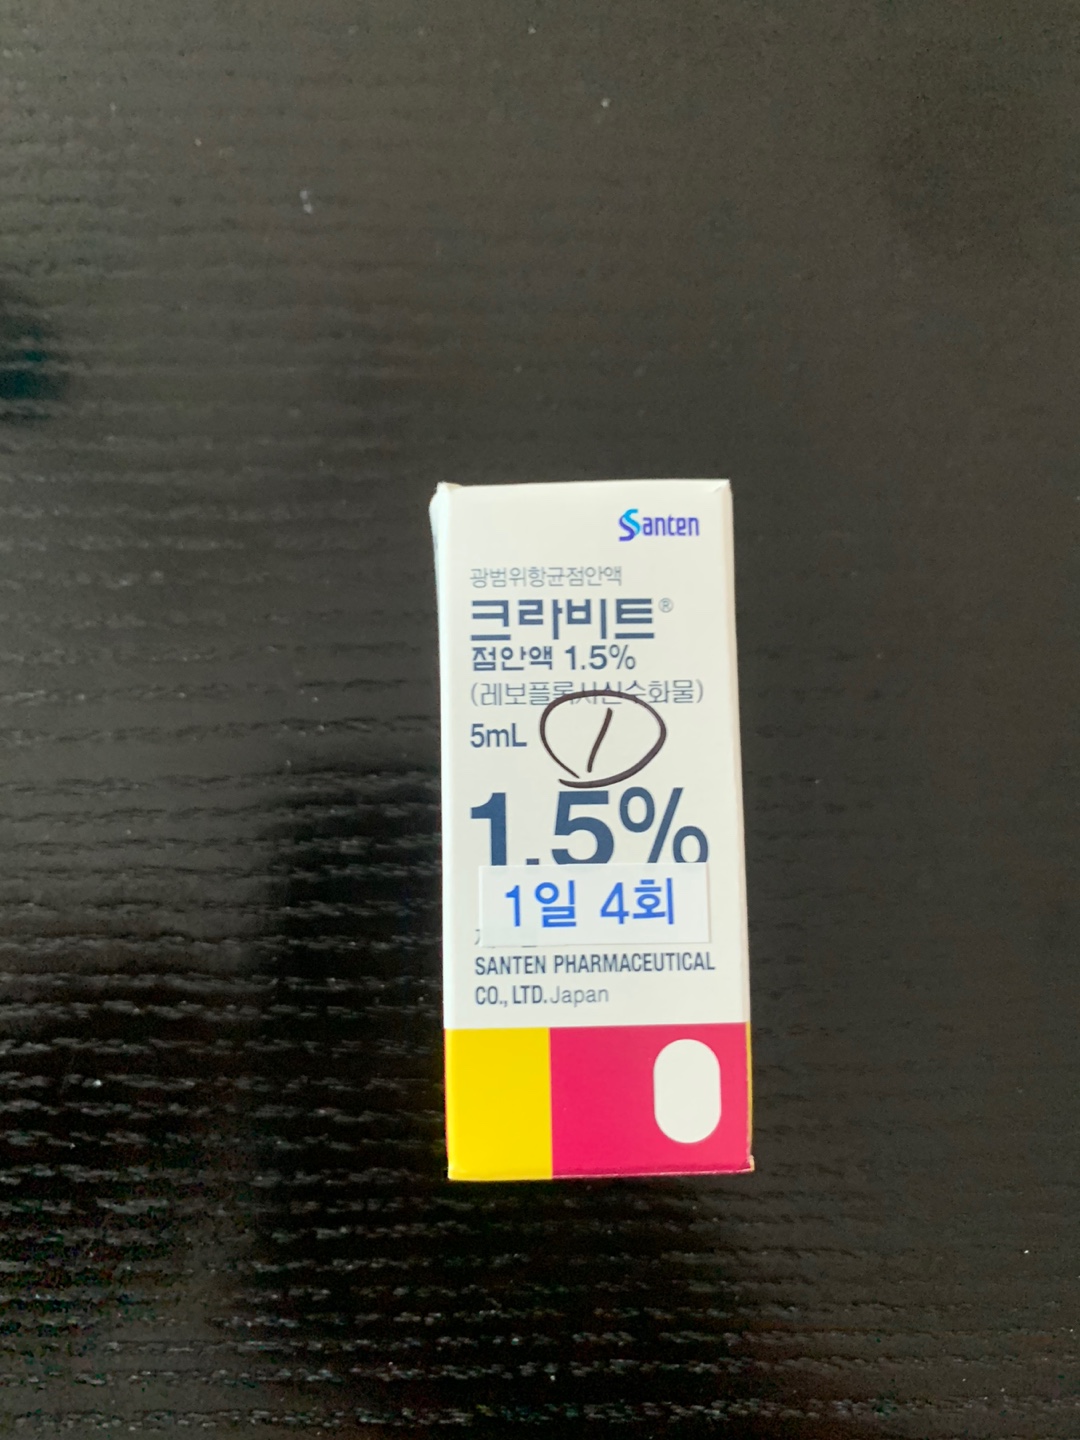 Santen
광범위항균점안액
크라비트®
점안액 1.5%
(레보플록사신수화물)
5mL
1
1.5%
1일 4회
SANTEN PHARMACEUTICAL
CO., LTD. Japan